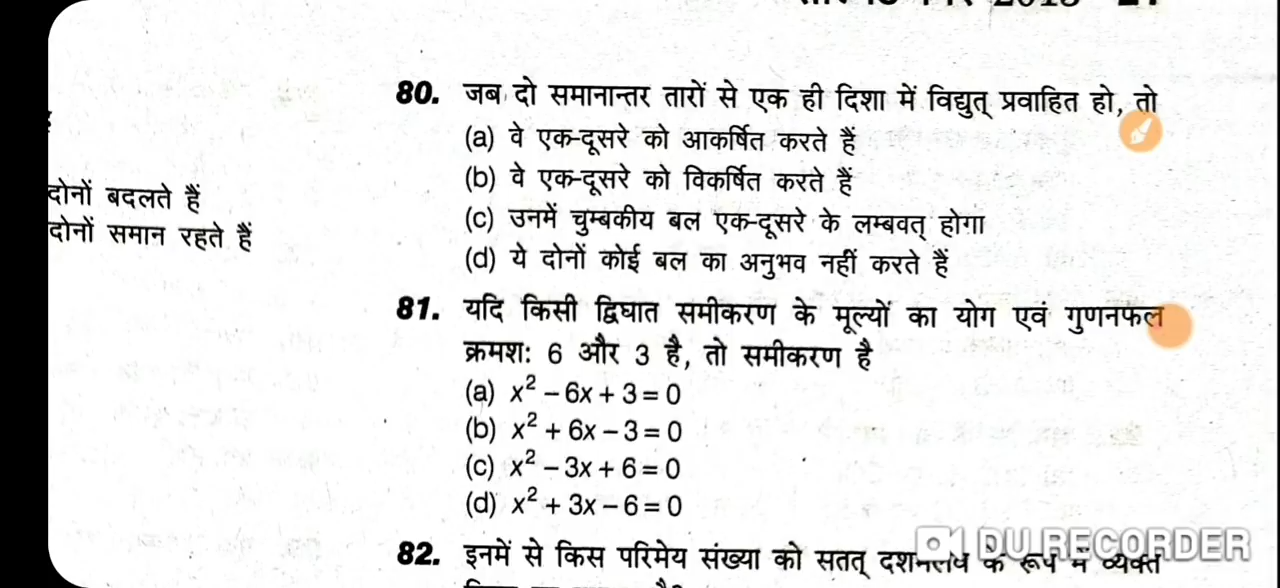 दोनों बदलते हैं
दोनों समान रहते हैं
80. जब दो समानान्तर तारों से एक ही दिशा में विद्युत् प्रवाहित हो, तो
(a) वे एक-दूसरे को आकर्षित करते हैं
(b) वे एक-दूसरे को विकर्षित करते हैं
(c) उनमें चुम्बकीय बल एक-दूसरे के लम्बवत् होगा
(d) ये दोनों कोई बल का अनुभव नहीं करते हैं
81. यदि किसी द्विघात समीकरण के मूल्यों का योग एवं गुणनफल
क्रमश: 6 और 3 है, तो समीकरण है
(a) x² – 6x + 3 = 0
(b) x² + 6x – 3 = 0
(c) x² – 3x + 6 = 0
(d) x² + 3x – 6 = 0
82. इनमें से किस परिमेय संख्या को सतत् दशमलव के रूप में व्यक्त
DU RECORDER